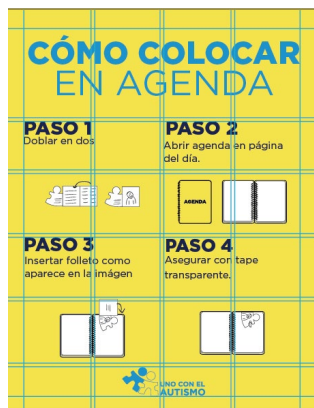 CÓMO COLOCAR
EN AGENDA
PASO 1
Doblar en dos
PASO 2
Abrir agenda en página
del día.
AGENDA
PASO 3
Insertar folleto como
aparece en la imágen
PASO 4
Asegurar con tape
transparente.
UNO CON EL
AUTISMO